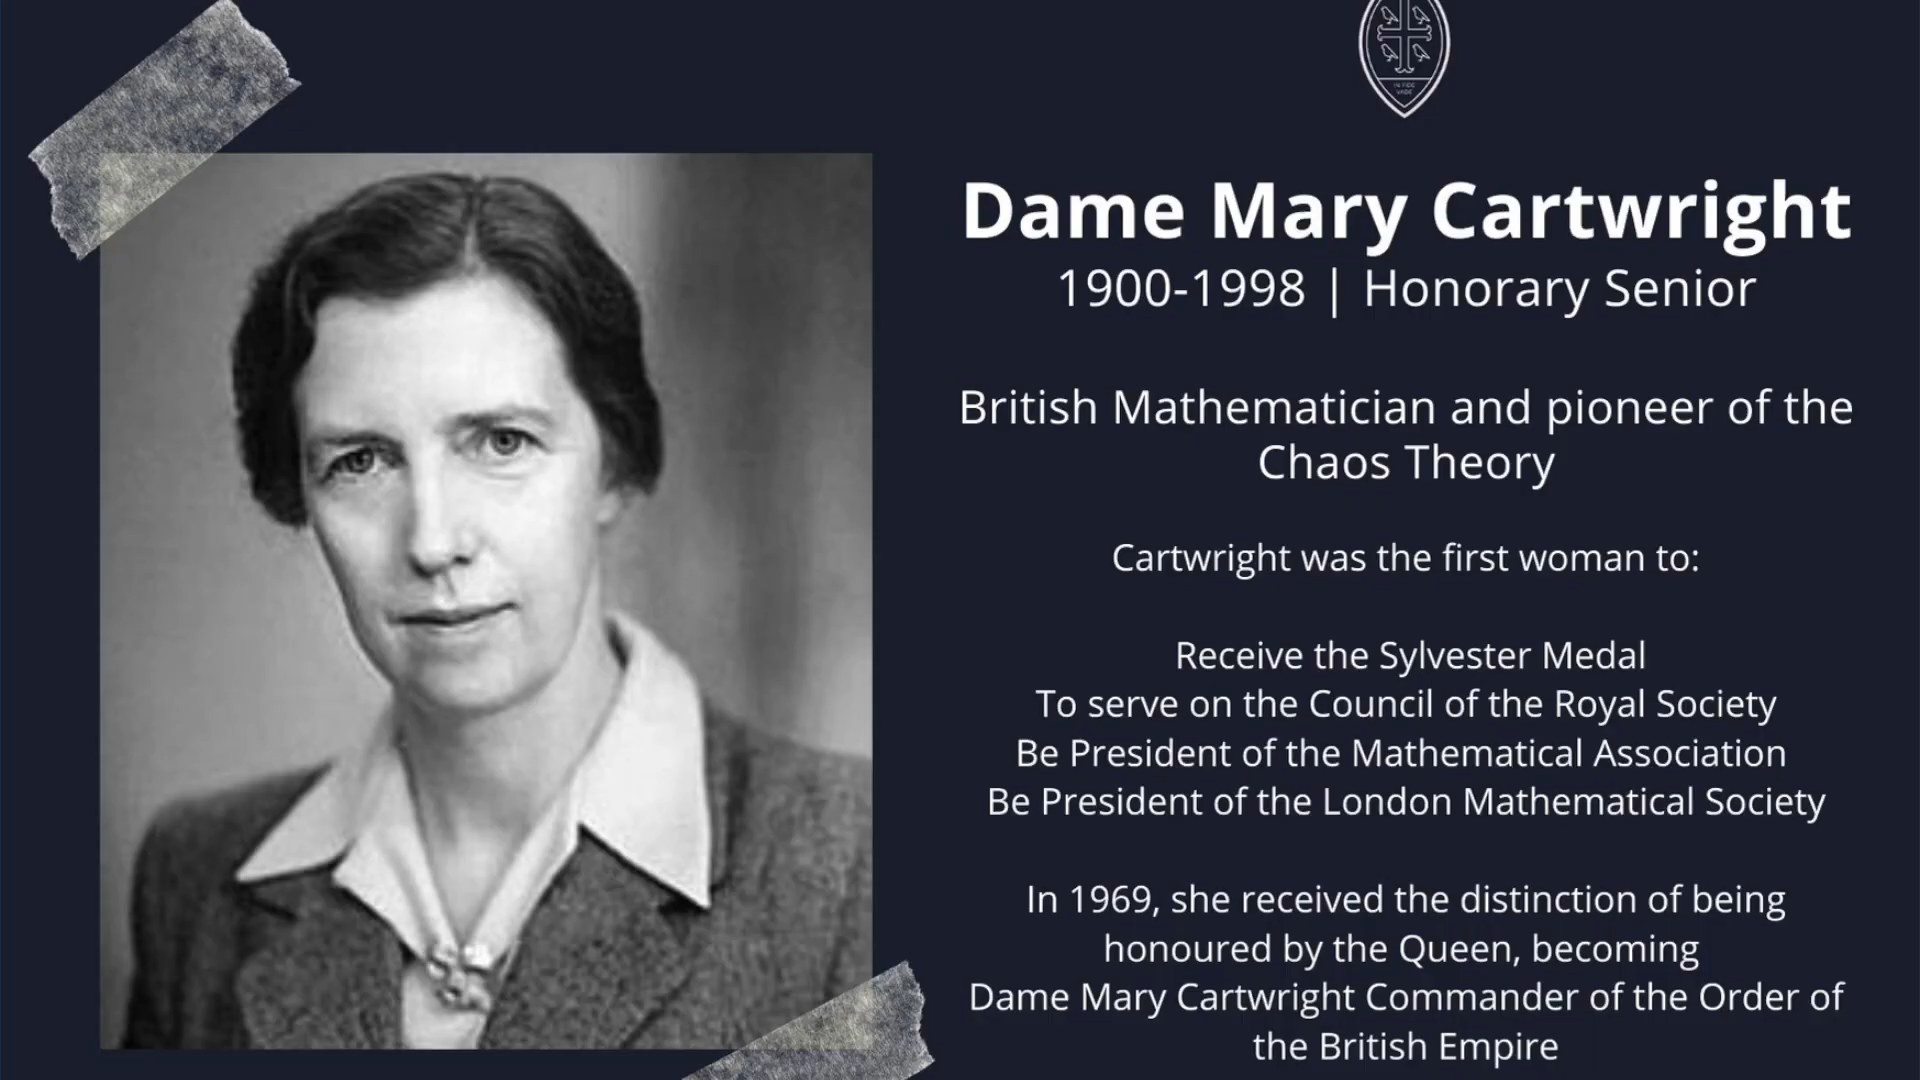 IN FIDE
VADE
Dame Mary Cartwright
1900-1998 | Honorary Senior
British Mathematician and pioneer of the
Chaos Theory
Cartwright was the first woman to:
Receive the Sylvester Medal
To serve on the Council of the Royal Society
Be President of the Mathematical Association
Be President of the London Mathematical Society
In 1969, she received the distinction of being
honoured by the Queen, becoming
Dame Mary Cartwright Commander of the Order of
the British Empire